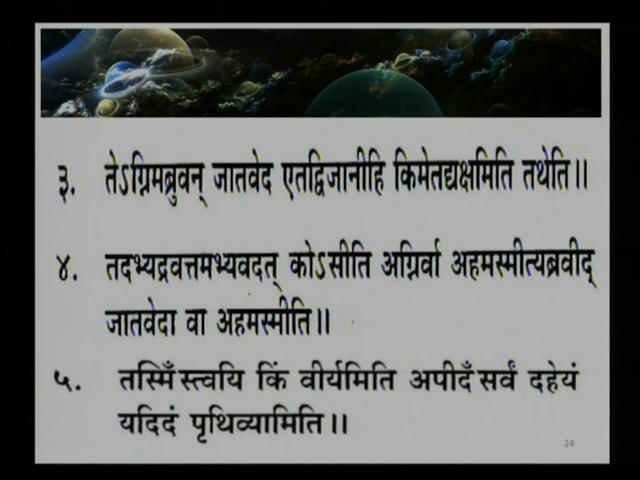 ३. तेऽग्निमब्रुवन् जातवेद एतद्विजानीहि किमेतद्यक्षमिति तथेति॥
४. तदभ्यद्रवत्तमभ्यवदत् कोऽसीति अग्निर्वा अहमस्मीत्यब्रवीद्
जातवेदा वा अहमस्मीति॥
५. तस्मिँस्त्वयि किं वीर्यमिति अपीदँ सर्वं दहेयं
यदिदं पृथिव्यामिति॥
24